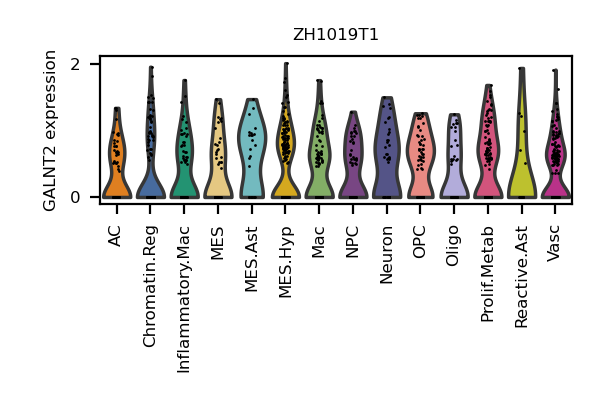 ZH1019T1
GALNT2 expression
2
0
AC
Chromatin.Reg
Inflammatory.Mac
MES
MES.Ast
MES.Hyp
Mac
NPC
Neuron
OPC
Oligo
Prolif.Metab
Reactive.Ast
Vasc